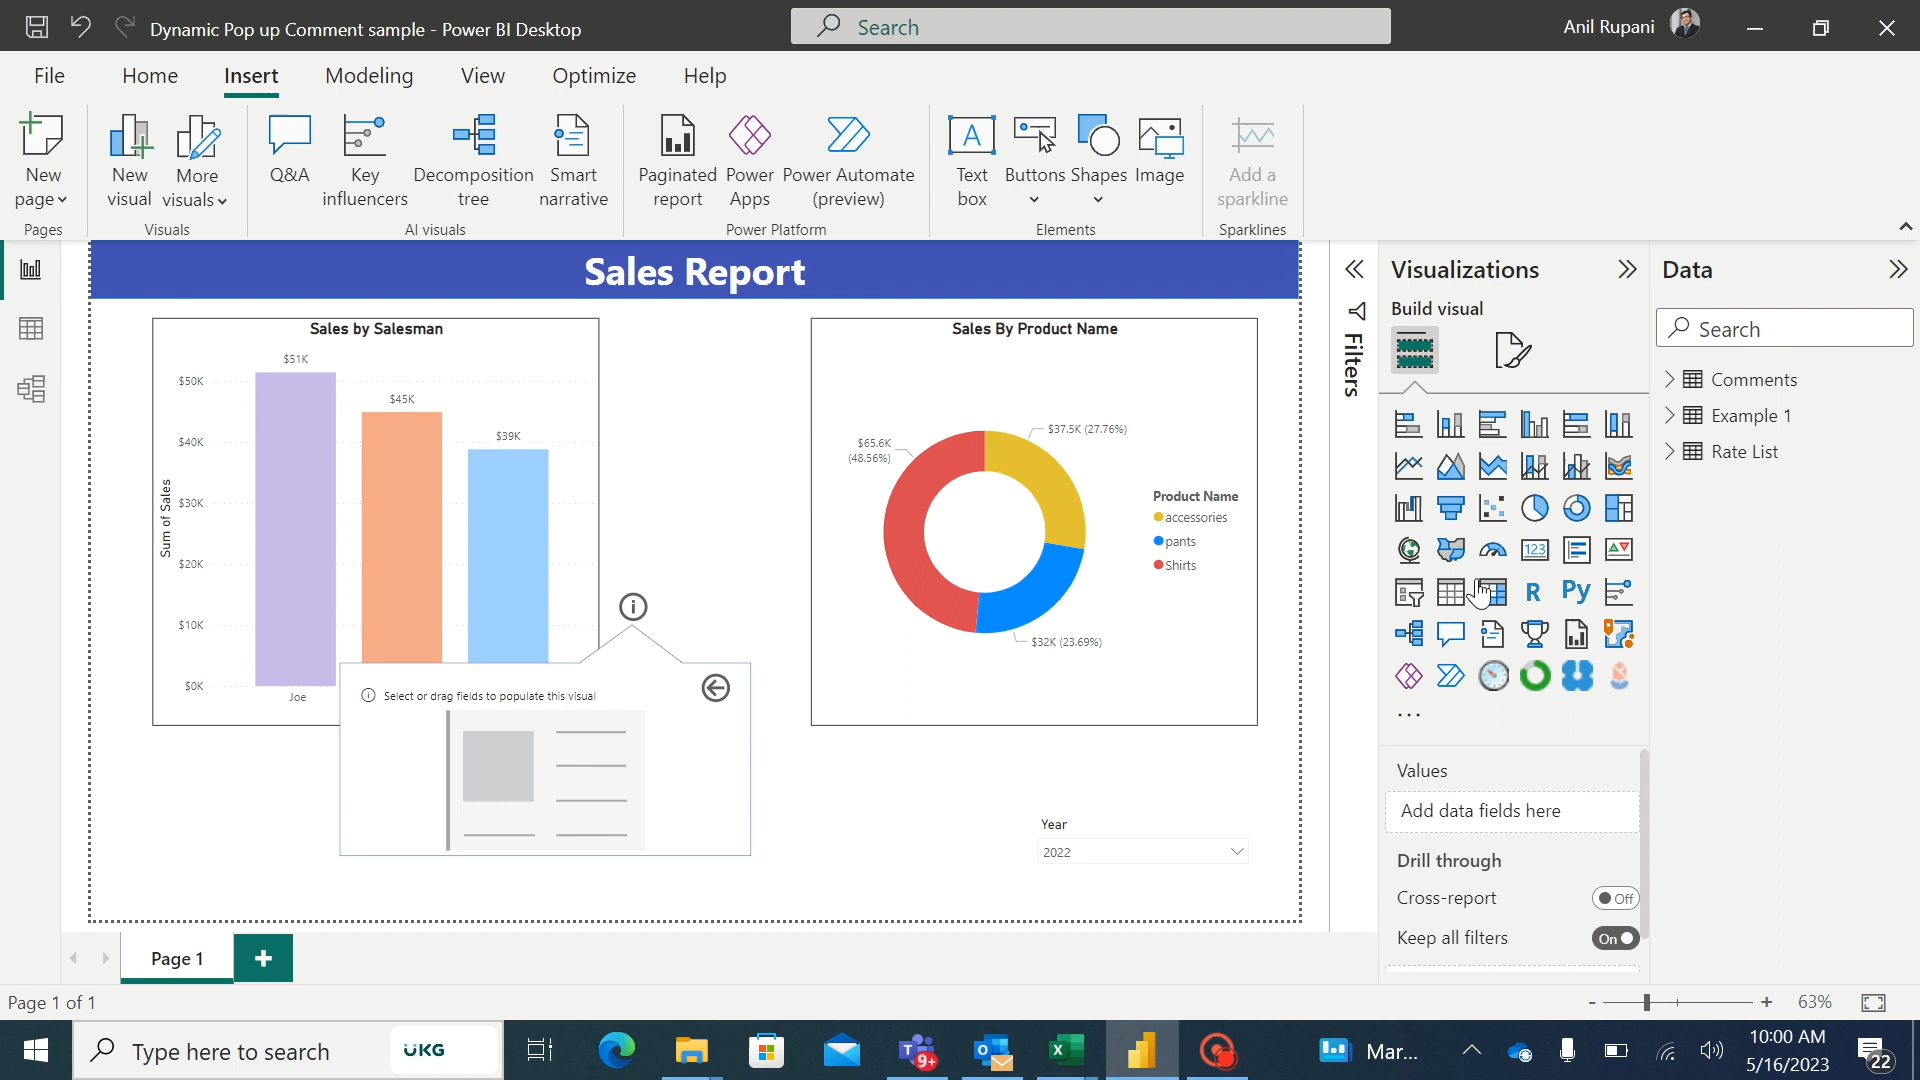 Dynamic Pop up Comment sample - Power BI Desktop
Search
Anil Rupani
File Home Insert Modeling View Optimize Help
New page
New visual
More visuals
Q&A
Key influencers
Decomposition tree
Smart narrative
Paginated report
Power Apps
Power Automate (preview)
Text box
Buttons
Shapes
Image
Add a sparkline
Pages
Visuals
AI visuals
Power Platform
Elements
Sparklines
Sales Report
Sales by Salesman
Sum of Sales
$50K
$40K
$30K
$20K
$10K
$0K
$51K
$45K
$39K
Joe
Select or drag fields to populate this visual
Sales By Product Name
$37.5K (27.76%)
$65.6K
(48.56%)
$32K (23.69%)
Product Name
accessories
pants
Shirts
Year
2022
Filters
Visualizations
Build visual
123
R
Py
...
Values
Add data fields here
Drill through
Cross-report
Off
Keep all filters
On
Data
Search
Comments
Example 1
Rate List
Page 1
Page 1 of 1
- + 63%
Type here to search
UKG
9+
Mar...
10:00 AM
5/16/2023
22